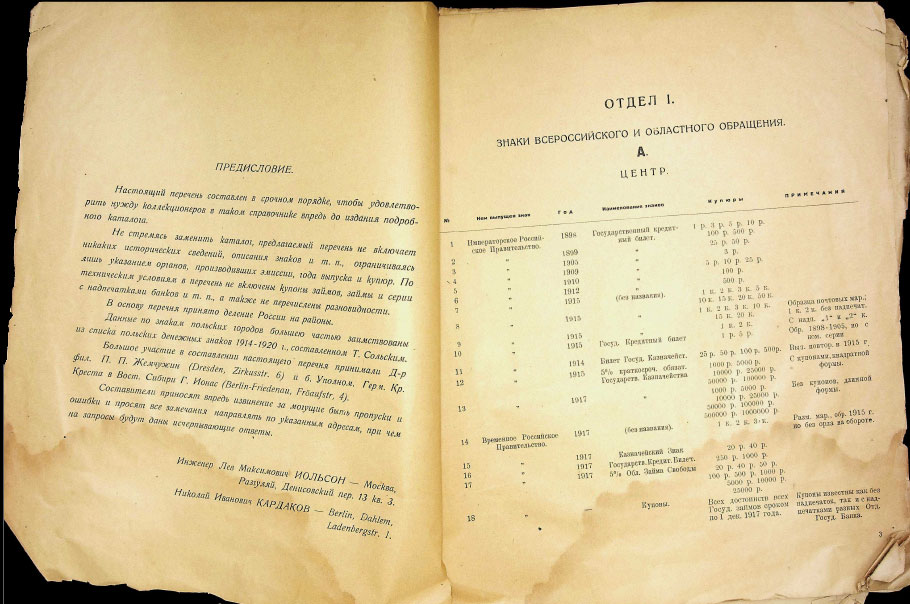 ПРЕДИСЛОВИЕ.
Настоящий перечень составлен в срочном порядке, чтобы удовлетво-
рить нужду коллекционеров в таком справочнике впредь до издания подроб-
ного каталога.
Не стремясь заменить каталог, предлагаемый перечень не включает
никаких исторических сведений, описания знаков и т. п., ограничиваясь
лишь указанием органов, производивших эмиссии, года выпуска и купюр. По
техническим условиям в перечень не включены купоны займов, займы и серии
с надпечатками банков и т. п., а также не перечислены разновидности.
В основу перечня принято деление России на районы.
Данные по знакам польских городов большею частью заимствованы
из списка польских денежных знаков 1914-1920 г., составленном Т. Сольским.
Большое участие в составлении настоящего перечня принимали Д-р
фил. П. П. Жемчужин (Dresden, Zirkusstr. 6) и б. Уполном. Герм. Кр.
Креста в Вост. Сибири Г. Ионас (Berlin-Friedenau, Fröaufstr, 4).
Составители приносят впредь извинение за могущие быть пропуски и
ошибки и просят все замечания направлять по указанным адресам, при чем
на запросы будут даны исчерпывающие ответы.
Инженер Лев Максимович ИОЛЬСОН — Москва,
Разгуляй, Денисовский пер. 13 кв. 3.
Николай Иванович КАРДАКОВ — Berlin, Dahlem,
Ladenbergstr. 1.
ОТДЕЛ I.
ЗНАКИ ВСЕРОССИЙСКОГО И ОБЛАСТНОГО ОБРАЩЕНИЯ.
А.
ЦЕНТР.
№ Кем выпущен знак Год Наименование знаков Купюры ПРИМЕЧАНИЯ
1 Императорское Россий- 1898 Государственный кредит- 1 р. 3 р. 5 р. 10 р.
ское Правительство. ный билет. 100 р. 500 р.
2 „ 1899 „ 25 р. 50 р.
3 „ 1905 „ 3 р.
4 „ 1909 „ 5 р. 10 р. 25 р.
„ 1910 „ 100 р.
5 „ 1912 „ 500 р.
6 „ 1915 (без названия). 1 к. 2 к. 3 к. 5 к.
10 к. 15 к. 20 к. 50 к.
7 „ 1 к. 2 к. 3 к. 10 к. Образца почтовых мар.,
8 „ 1915 „ 15 к. 20 к. 1 к. 2 к. без надпечат.
1 к. 2 к. С надп. „1“ и „2“ к.
9 „ 1915 „ 1 р. 5 р. Обр. 1898-1905, но с
10 „ 1915 Госуд. Кредитный билет ном. серии
11 „ 1914 Билет Госуд. Казначейст. 25 р. 50 р. 100 р. 500р. Вып. повтор. в 1915 г.
12 „ 1915 5% краткосроч. обязат. 1000 р. 5000 р. С купонами, квадратной
Государств. Казначейства 10000 р. 25000 р. формы.
50000 р. 100000 р.
13 „ 1917 „ 1000 р. 5000 р. Без купонов, длинной
10000 р. 25000 р. формы.
50000 р. 100000 р.
500000 р. 1000000 р
14 Временное Российское 1917 (без названия). 1 к. 2 к. 3 к. Разн. мар., обр. 1915 г.
Правительство. но без орла на обороте.
15 „ 1917 Казначейский Знак 20 р. 40 р.
16 „ 1917 Государств. Кредит. Билет. 250 р. 1000 р.
17 „ 1917 5% Обл. Займа Свободы 20 р. 40 р. 50 р.
100 р. 500 р. 1000 р.
5000 р. 10000 р.
25000 р.
18 „ — Купоны. Всех достоинств всех Купоны известны как без
Госуд. займов сроком надпечаток, так и с над-
по 1 дек. 1917 года. печатками разных Отд.
Госуд. Банка.
3